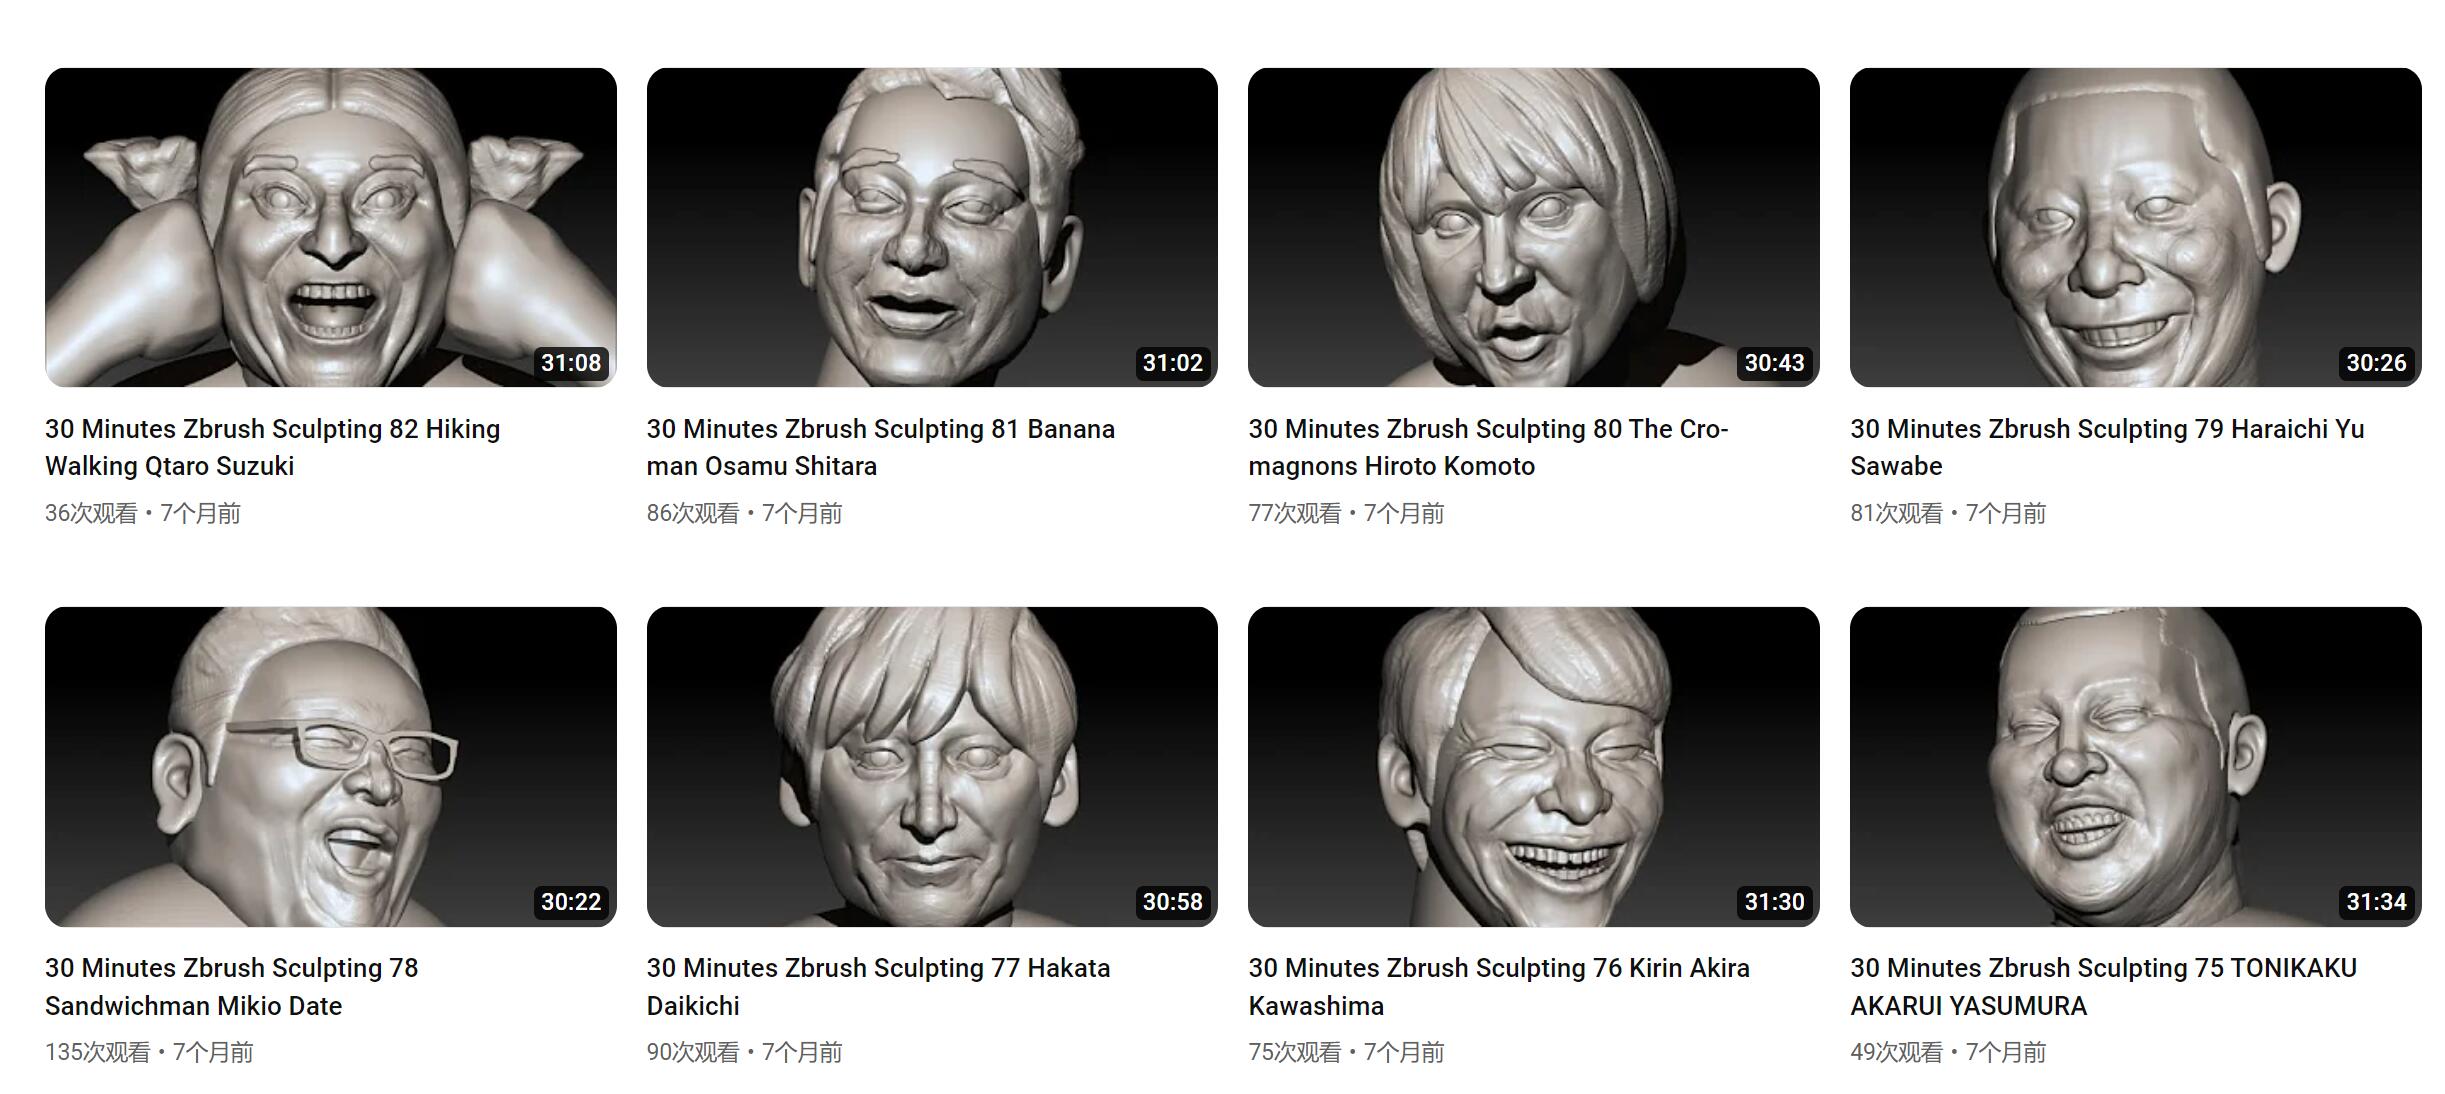 31:08
31:02
30:43
30:26
30 Minutes Zbrush Sculpting 82 Hiking
Walking Qtaro Suzuki
36次观看 • 7个月前
30 Minutes Zbrush Sculpting 81 Banana
man Osamu Shitara
86次观看 • 7个月前
30 Minutes Zbrush Sculpting 80 The Cro-
magnons Hiroto Komoto
77次观看 • 7个月前
30 Minutes Zbrush Sculpting 79 Haraichi Yu
Sawabe
81次观看 • 7个月前
30:22
30:58
31:30
31:34
30 Minutes Zbrush Sculpting 78
Sandwichman Mikio Date
135次观看 • 7个月前
30 Minutes Zbrush Sculpting 77 Hakata
Daikichi
90次观看 • 7个月前
30 Minutes Zbrush Sculpting 76 Kirin Akira
Kawashima
75次观看 • 7个月前
30 Minutes Zbrush Sculpting 75 TONIKAKU
AKARUI YASUMURA
49次观看 • 7个月前